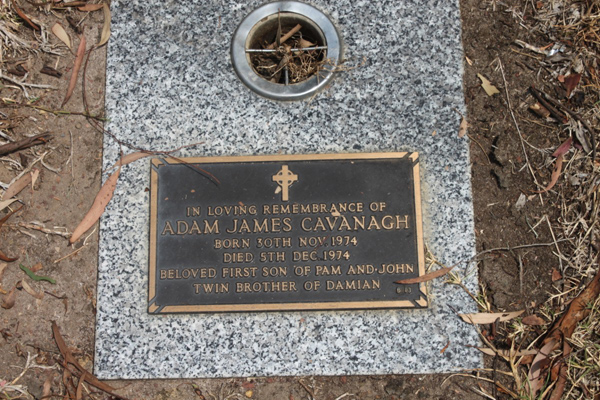 IN LOVING REMEMBRANCE OF
ADAM JAMES CAVANAGH
BORN 30TH NOV. 1974
DIED 5TH DEC. 1974
BELOVED FIRST SON OF PAM AND JOHN
TWIN BROTHER OF DAMIAN